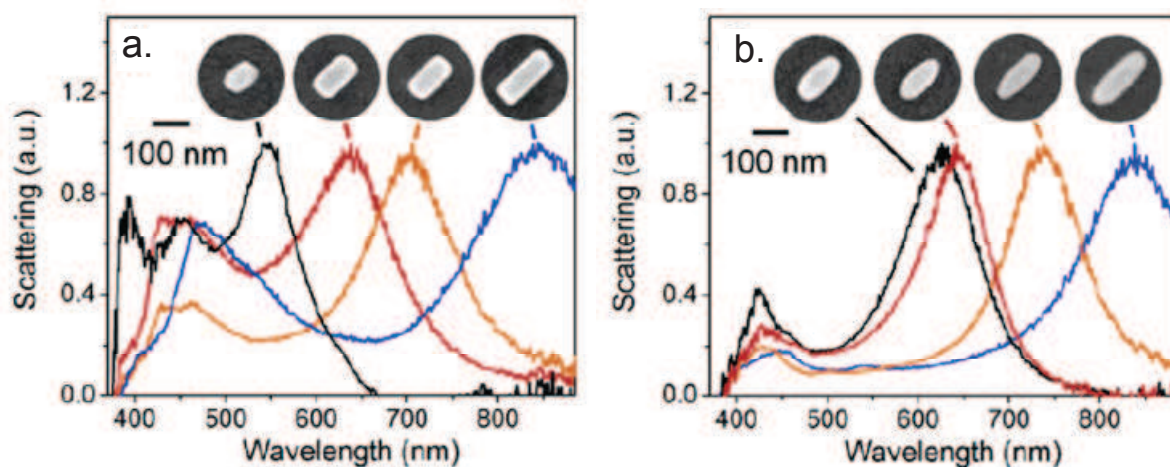 a.
100 nm
Scattering (a.u.)
1.2
0.8
0.4
0.0
400 500 600 700 800
Wavelength (nm)
b.
100 nm
Scattering (a.u.)
1.2
0.8
0.4
0.0
400 500 600 700 800
Wavelength (nm)